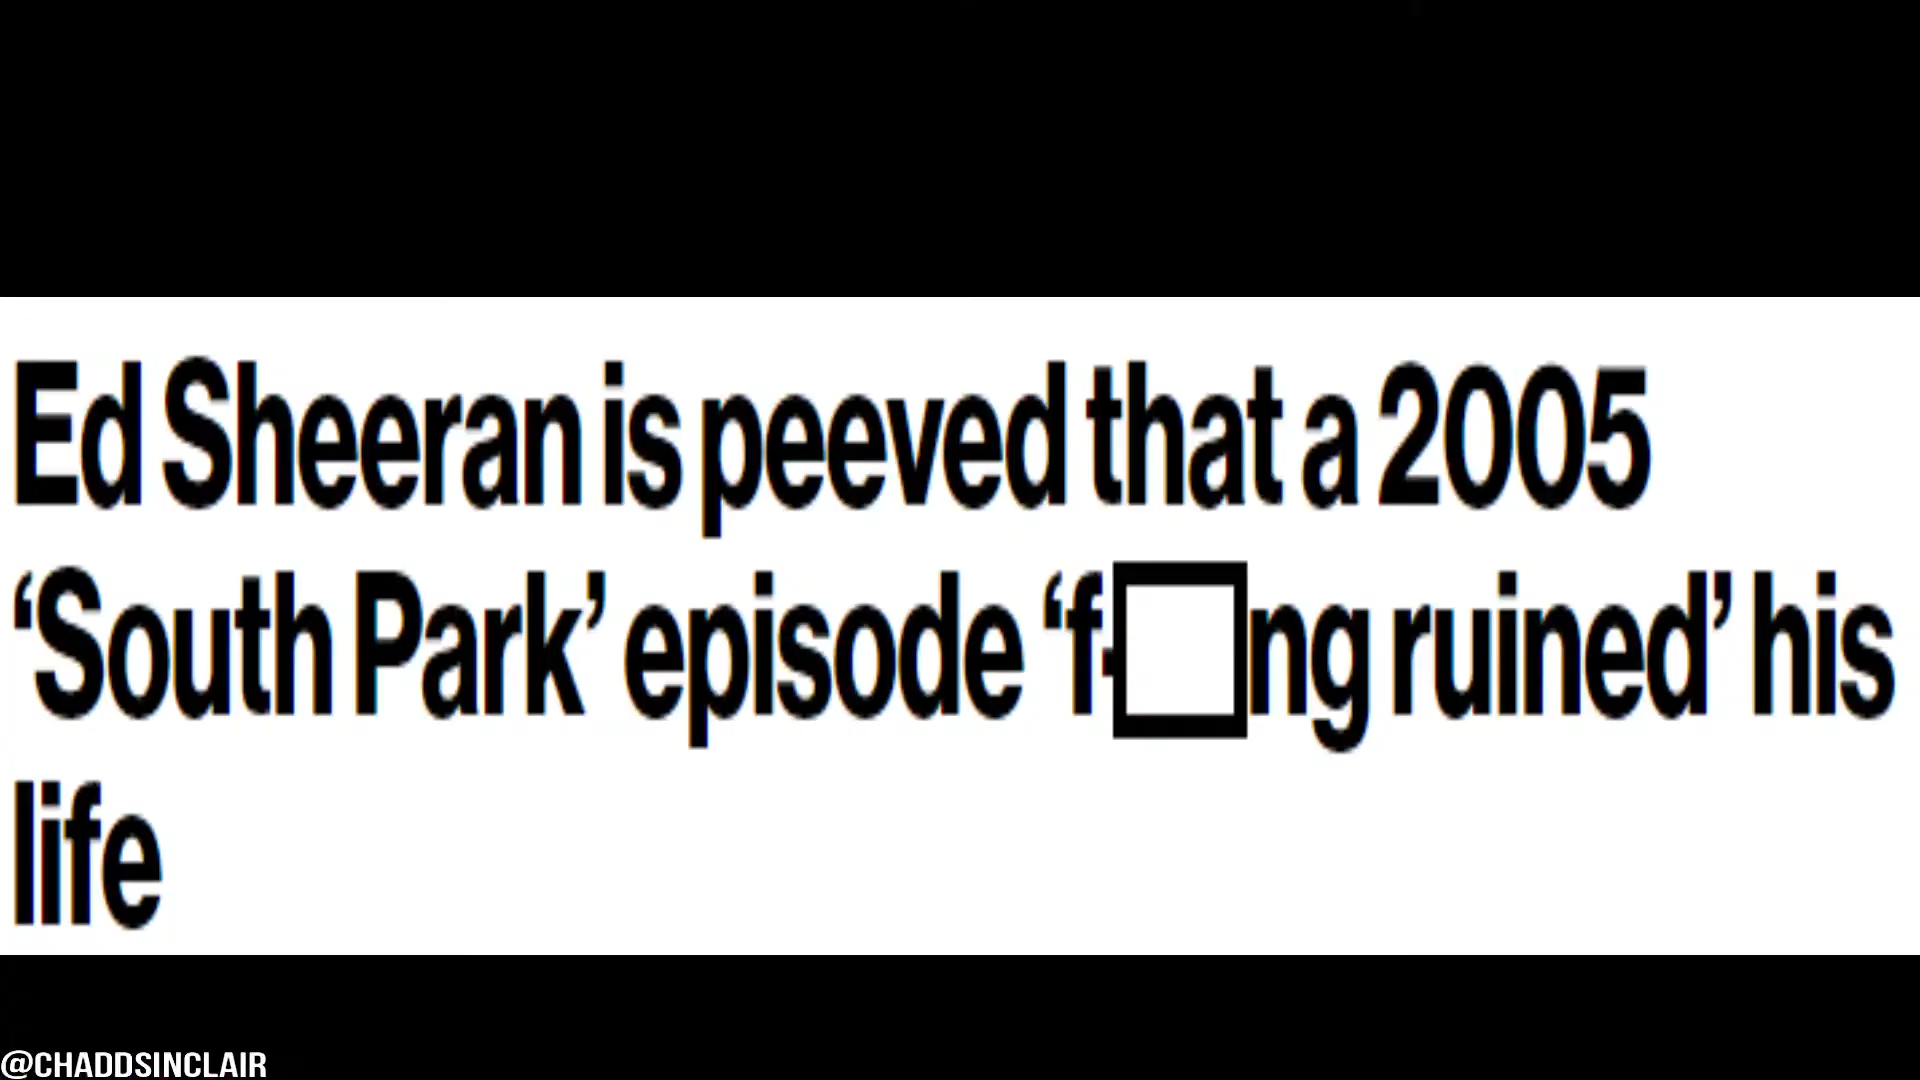 Ed Sheeran is peeved that a 2005
‘South Park’ episode ‘f-□ng ruined’ his
life
@CHADDSINCLAIR